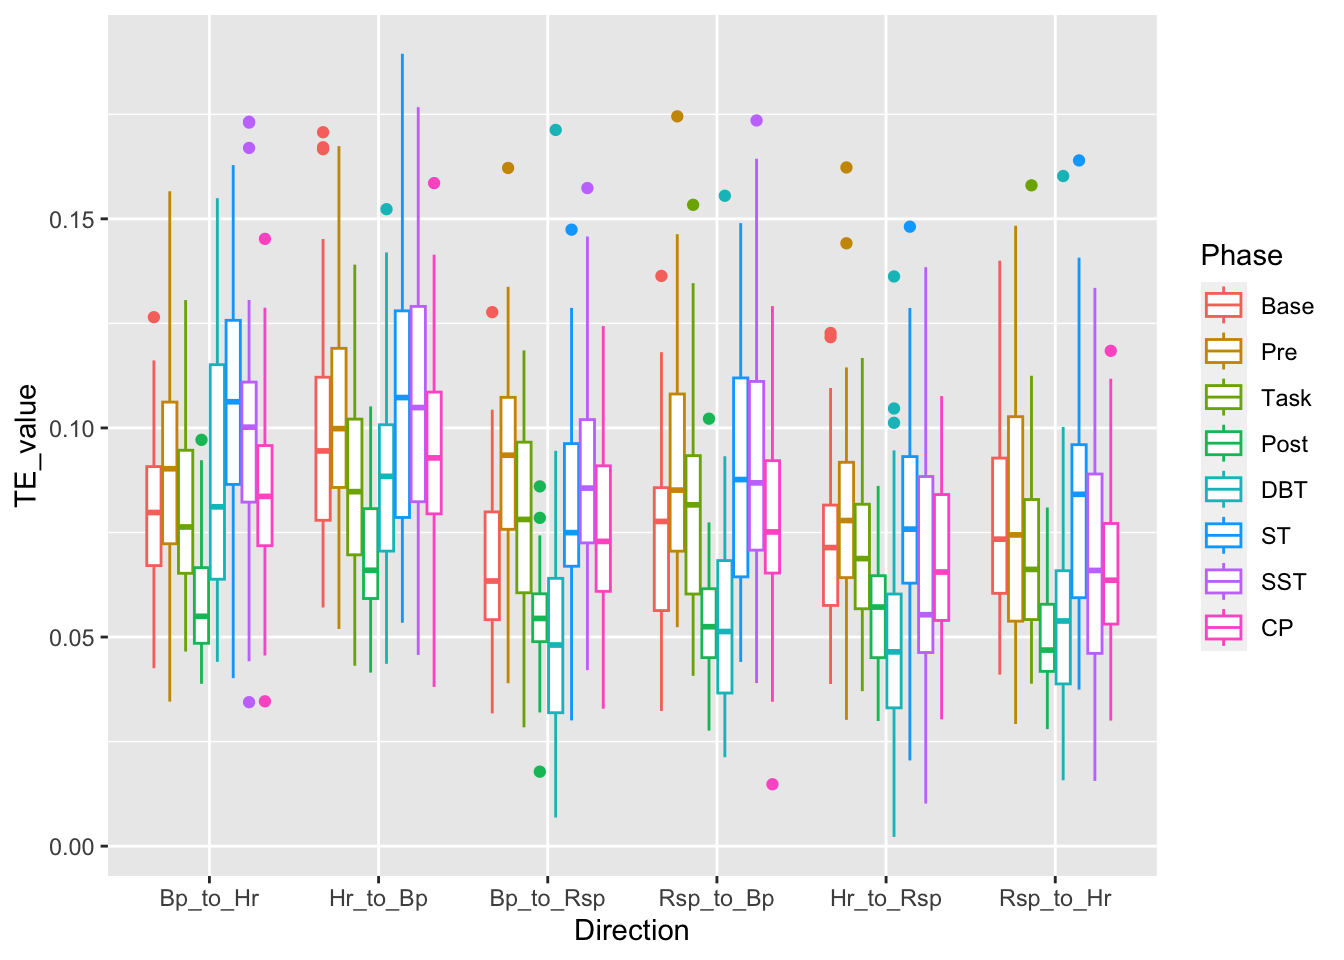 TE_value
0.15
0.10
0.05
0.00
Bp_to_Hr Hr_to_Bp Bp_to_Rsp Rsp_to_Bp Hr_to_Rsp Rsp_to_Hr
Direction
Phase
Base
Pre
Task
Post
DBT
ST
SST
CP